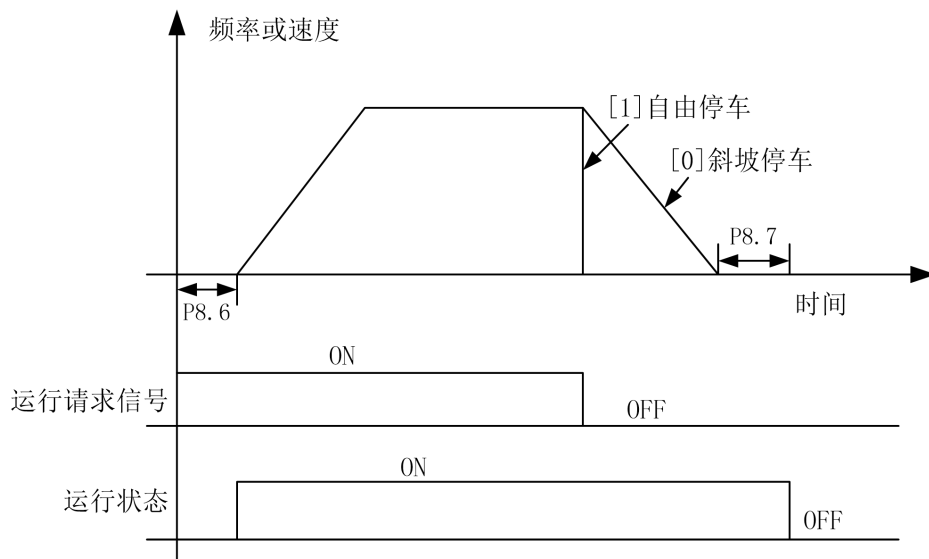 频率或速度
[1]自由停车
[0]斜坡停车
P8.7
P8.6
时间
ON
运行请求信号
OFF
ON
运行状态
OFF